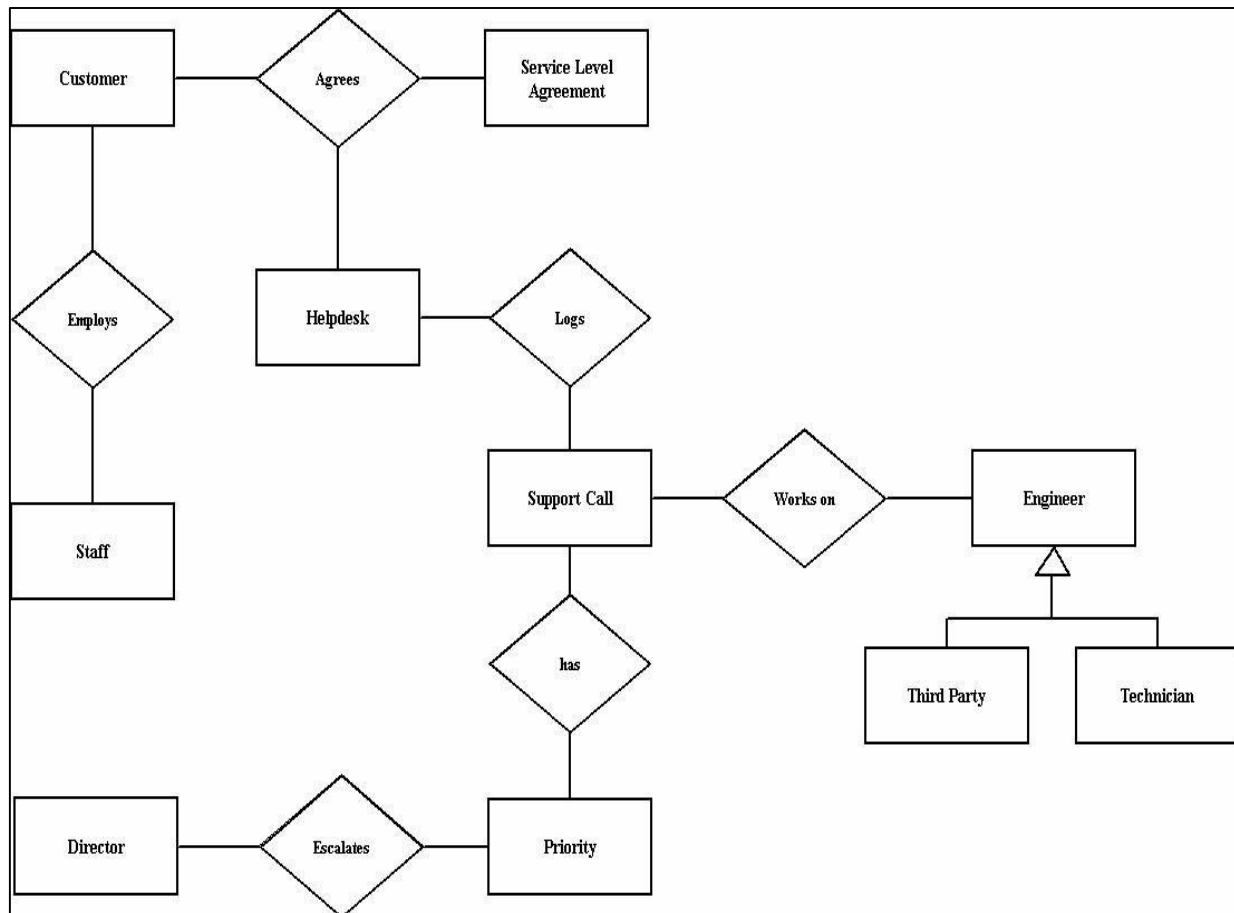 Customer
Agrees
Service Level
Agreement
Employs
Helpdesk
Logs
Staff
Support Call
Works on
Engineer
has
Third Party
Technician
Director
Escalates
Priority